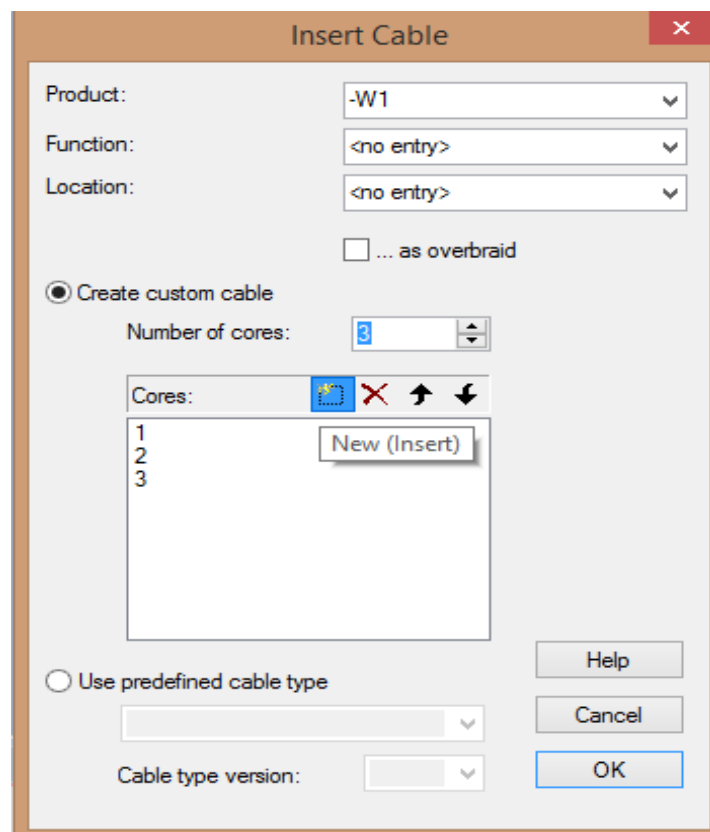 Insert Cable
Product: -W1
Function: <no entry>
Location: <no entry>
... as overbraid
Create custom cable
Number of cores: 3
Cores:
1
2
3
New (Insert)
Help
Use predefined cable type
Cancel
Cable type version:
OK